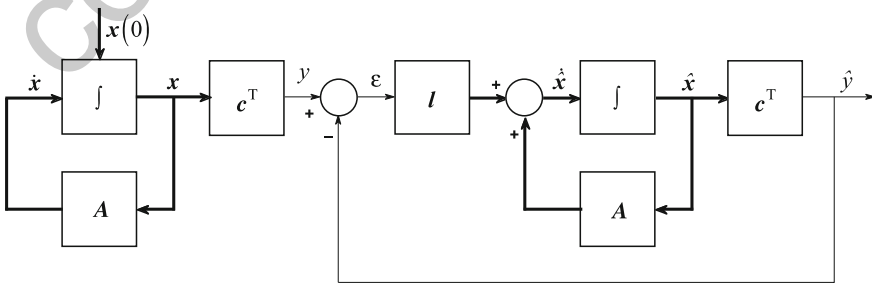 x(0)
ẋ
∫
x
cᵀ
y
+
−
ε
l
+
+
x̂̇
∫
x̂
cᵀ
ŷ
A
A